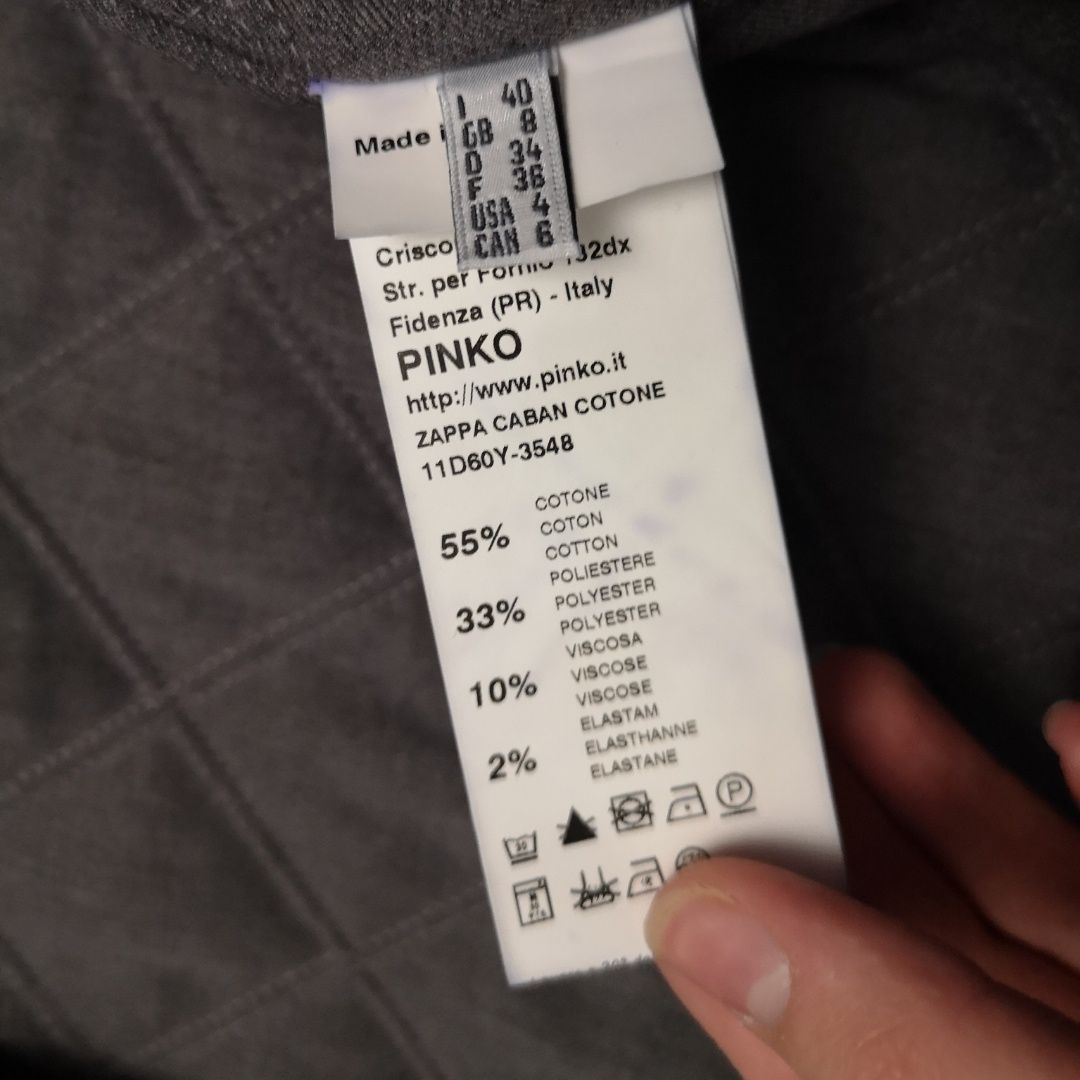 Made
I 40
GB 8
D 34
F 36
USA 4
CAN 6
Crisco
Str. per Fornio 132dx
Fidenza (PR) - Italy
PINKO
http://www.pinko.it
ZAPPA CABAN COTONE
11D60Y-3548
55% COTONE
COTON
COTTON
33% POLIESTERE
POLYESTER
POLYESTER
10% VISCOSA
VISCOSE
VISCOSE
2% ELASTAM
ELASTHANNE
ELASTANE
30
P